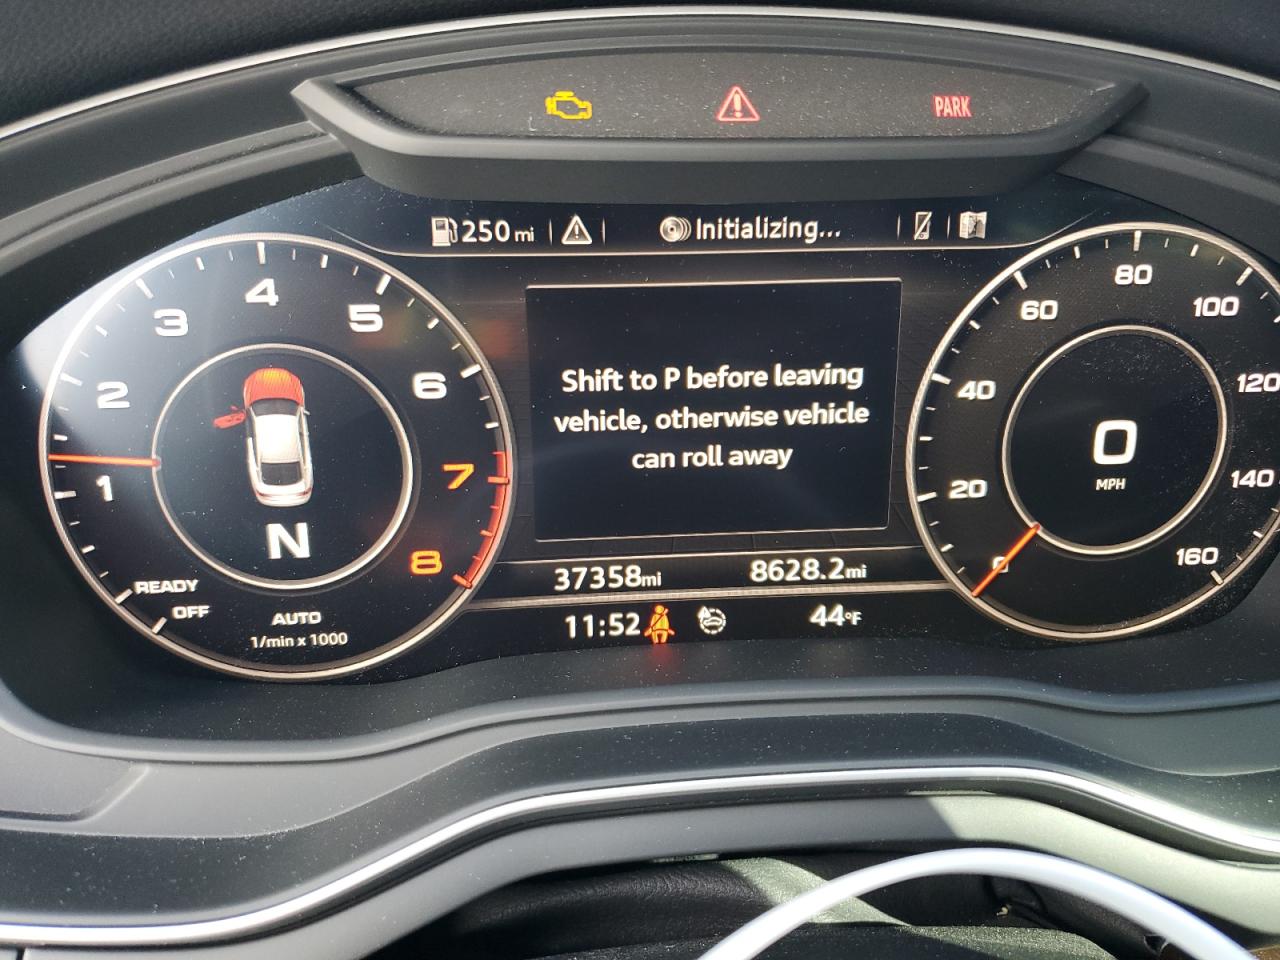 PARK
250 mi
Initializing...
1
2
3
4
5
6
7
8
N
READY
OFF
AUTO
1/min x 1000
Shift to P before leaving
vehicle, otherwise vehicle
can roll away
37358mi
8628.2mi
11:52
44°F
0
20
40
60
80
100
120
140
160
0
MPH